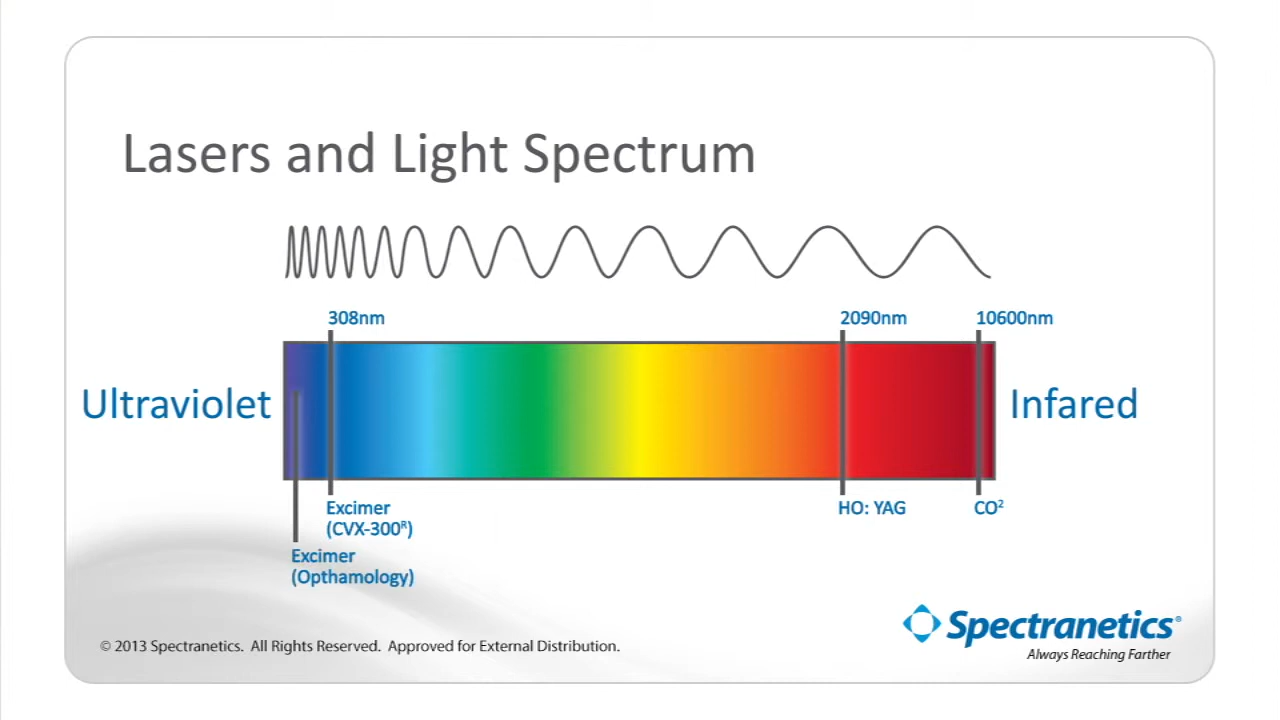 Lasers and Light Spectrum
308nm
2090nm
10600nm
Ultraviolet
Infared
Excimer
(CVX-300ᴿ)
HO: YAG
CO²
Excimer
(Opthamology)
Spectranetics®
Always Reaching Farther
© 2013 Spectranetics. All Rights Reserved. Approved for External Distribution.